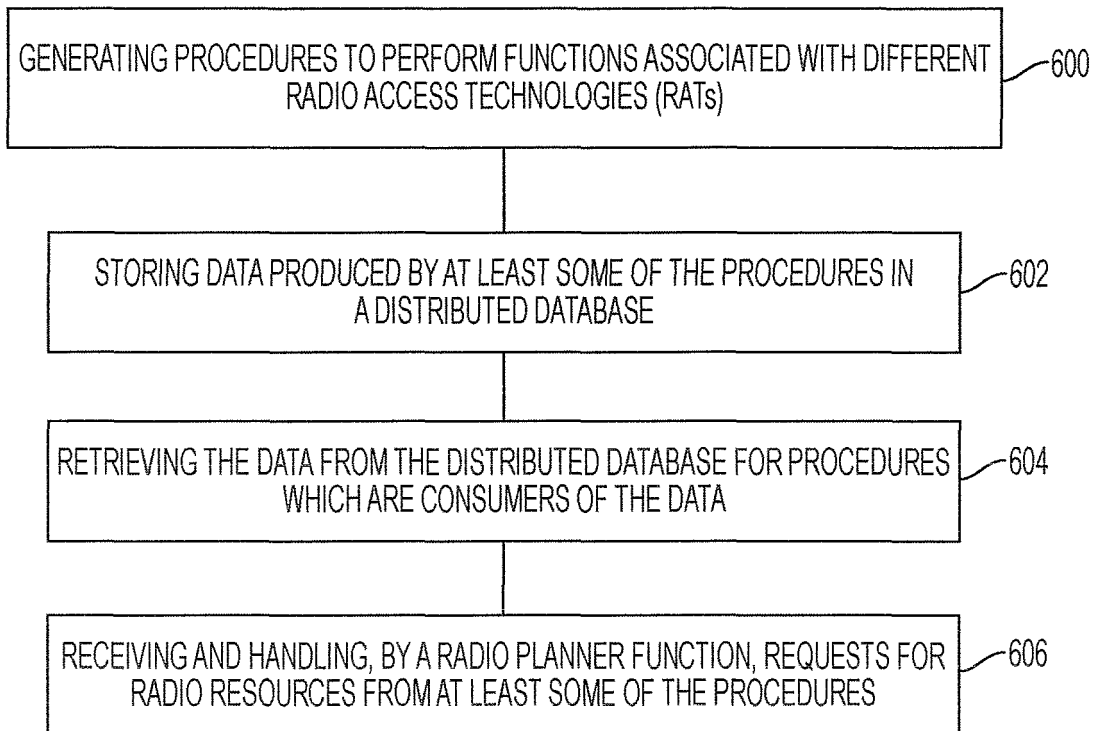 GENERATING PROCEDURES TO PERFORM FUNCTIONS ASSOCIATED WITH DIFFERENT
RADIO ACCESS TECHNOLOGIES (RATs)
600
STORING DATA PRODUCED BY AT LEAST SOME OF THE PROCEDURES IN
A DISTRIBUTED DATABASE
602
RETRIEVING THE DATA FROM THE DISTRIBUTED DATABASE FOR PROCEDURES
WHICH ARE CONSUMERS OF THE DATA
604
RECEIVING AND HANDLING, BY A RADIO PLANNER FUNCTION, REQUESTS FOR
RADIO RESOURCES FROM AT LEAST SOME OF THE PROCEDURES
606